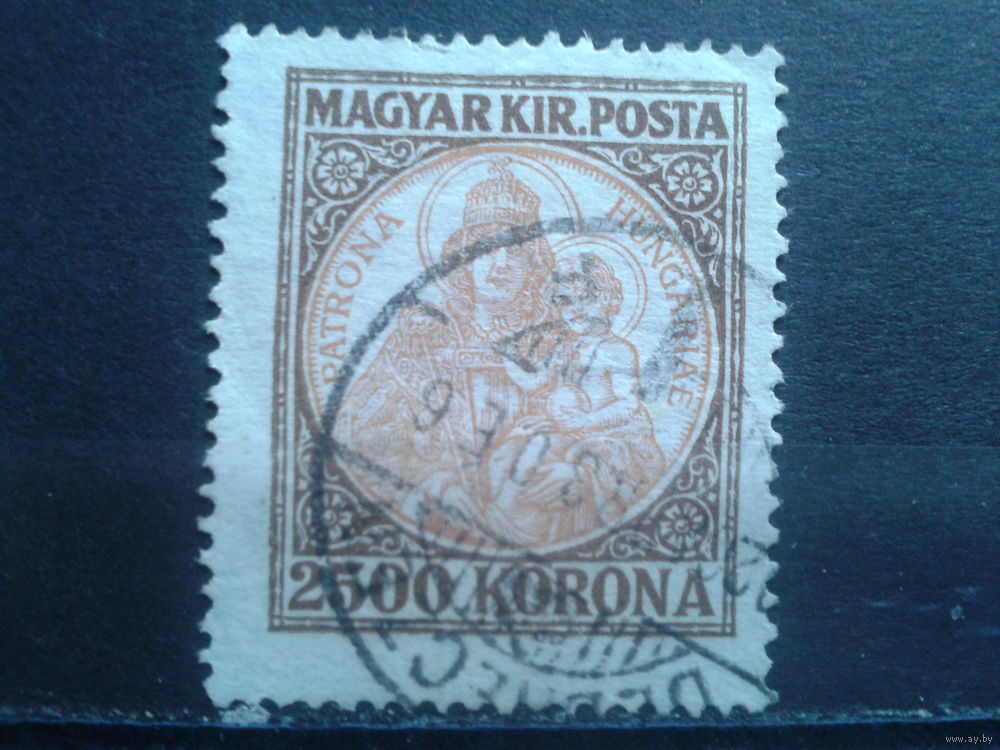 MAGYAR KIR. POSTA
PATRONA HUNGARIAE
2500 KORONA
www.ay.by